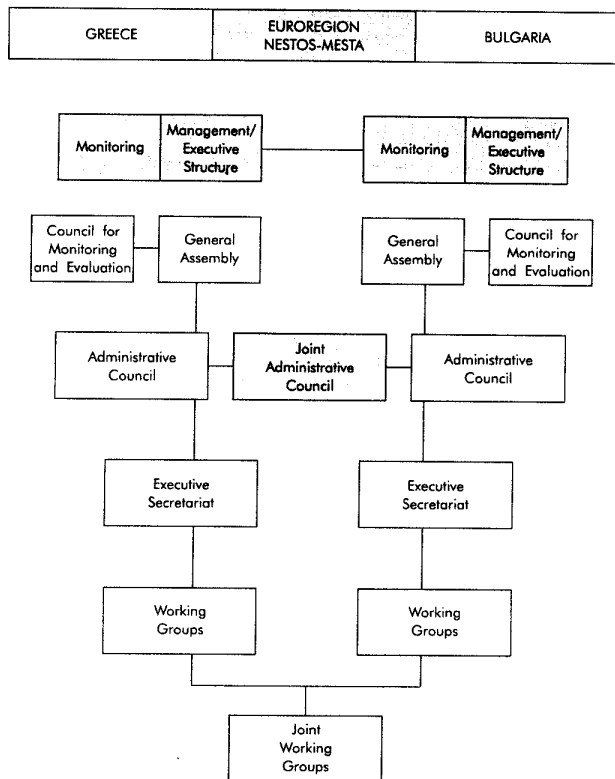 GREECE
EUROREGION
NESTOS-MESTA
BULGARIA
Monitoring
Management/
Executive
Structure
Monitoring
Management/
Executive
Structure
Council for
Monitoring
and Evaluation
General
Assembly
General
Assembly
Council for
Monitoring
and Evaluation
Administrative
Council
Joint
Administrative
Council
Administrative
Council
Executive
Secretariat
Executive
Secretariat
Working
Groups
Working
Groups
Joint
Working
Groups